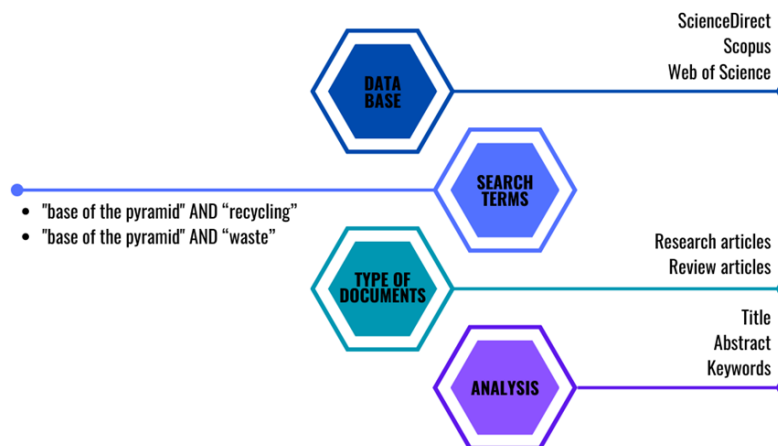 ScienceDirect
Scopus
Web of Science
DATA
BASE
SEARCH
TERMS
• "base of the pyramid" AND “recycling”
• "base of the pyramid" AND “waste”
TYPE OF
DOCUMENTS
Research articles
Review articles
Title
Abstract
Keywords
ANALYSIS